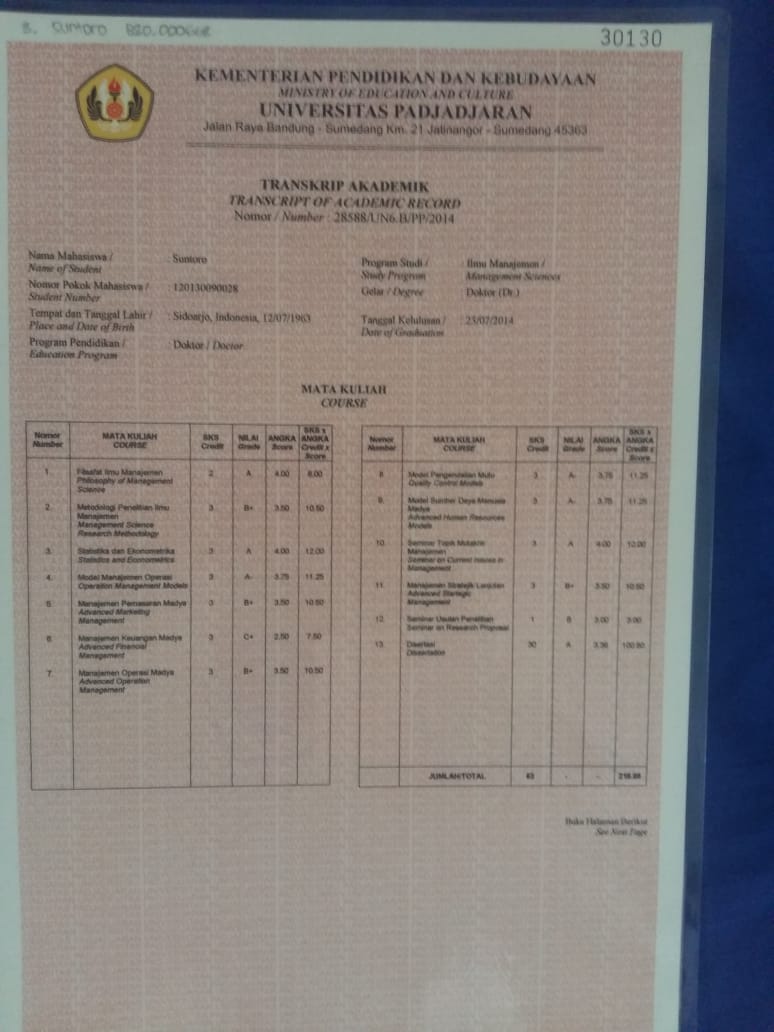 S. Suntoro
30130
KEMENTERIAN PENDIDIKAN DAN KEBUDAYAAN
MINISTRY OF EDUCATION AND CULTURE
UNIVERSITAS PADJADJARAN
Jalan Raya Bandung - Sumedang Km. 21 Jatinangor - Sumedang 45363
TRANSKRIP AKADEMIK
TRANSCRIPT OF ACADEMIC RECORD
Nomor / Number : 28588/UN6.B/PP/2014
Nama Mahasiswa / : Suntoro
Name of Student
Nomor Pokok Mahasiswa / : 120130090028
Student Number
Tempat dan Tanggal Lahir / : Sidoarjo, Indonesia, 12/07/1963
Place and Date of Birth
Program Pendidikan / : Doktor / Doctor
Education Program
Program Studi / : Ilmu Manajemen /
Study Program Management Sciences
Gelar / Degree : Doktor (Dr.)
Tanggal Kelulusan / : 23/07/2014
Date of Graduation
MATA KULIAH
COURSE
Nomor MATA KULIAH SKS NILAI ANGKA SKS x
Number COURSE Credit Grade Score ANGKA
Credit x
Score
1. Filsafat Ilmu Manajemen 2 A 4.00 8.00
Philosophy of Management
Science
2. Metodologi Penelitian Ilmu 3 B+ 3.50 10.50
Manajemen
Management Science
Research Methodology
3. Statistika dan Ekonometrika 3 A 4.00 12.00
Statistics and Econometrics
4. Model Manajemen Operasi 3 A- 3.75 11.25
Operation Management Models
5. Manajemen Pemasaran Madya 3 B+ 3.50 10.50
Advanced Marketing
Management
6. Manajemen Keuangan Madya 3 C+ 2.50 7.50
Advanced Financial
Management
7. Manajemen Operasi Madya 3 B+ 3.50 10.50
Advanced Operation
Management
Nomor MATA KULIAH SKS NILAI ANGKA SKS x
Number COURSE Credit Grade Score ANGKA
Credit x
Score
8. Model Pengendalian Mutu 3 A- 3.75 11.25
Quality Control Models
9. Model Sumber Daya Manusia 3 A- 3.75 11.25
Madya
Advanced Human Resources
Models
10. Seminar Topik Mutakhir 3 A 4.00 12.00
Manajemen
Seminar on Current Issues in
Management
11. Manajemen Strategik Lanjutan 3 B+ 3.50 10.50
Advanced Startegic
Management
12. Seminar Usulan Penelitian 1 B 3.00 3.00
Seminar on Research Proposal
13. Disertasi 30 A
Dissertation
JUMLAH/TOTAL 63 - -
Buka Halaman Berikut
See Next Page